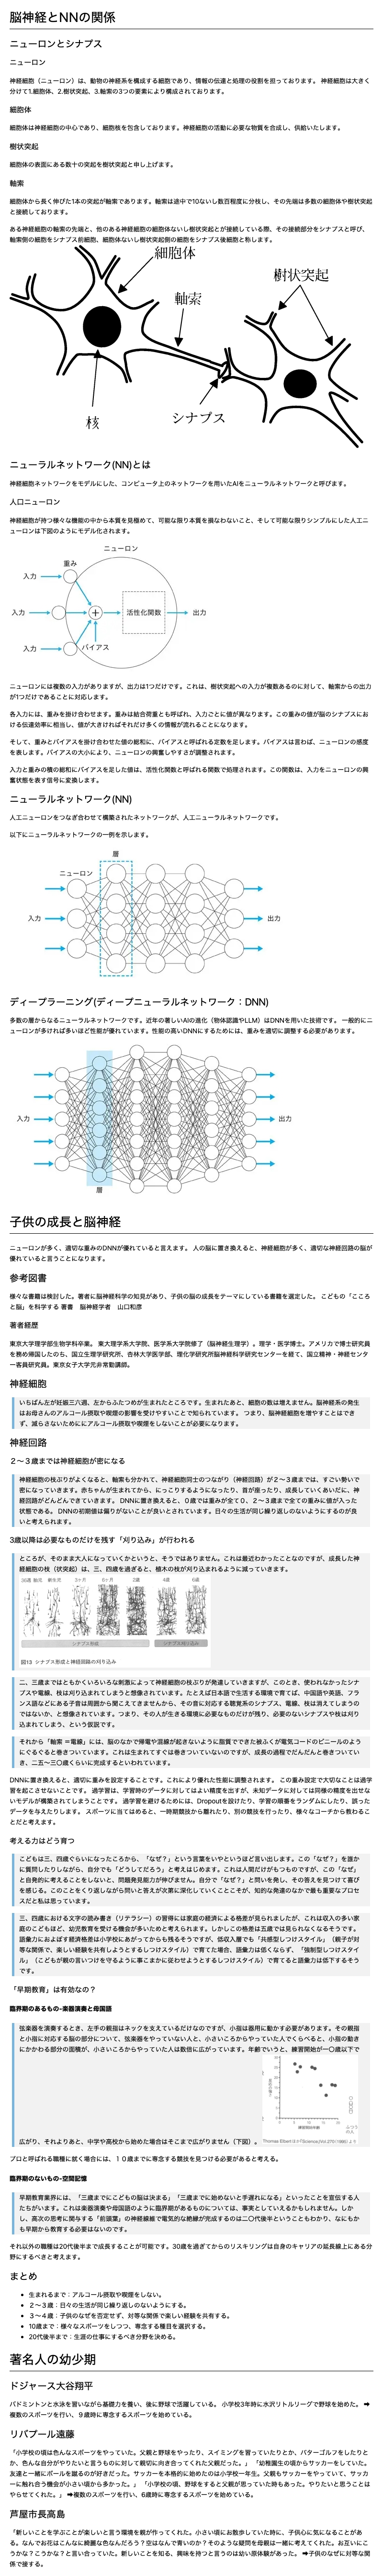 脳神経とNNの関係
ニューロンとシナプス
ニューロン
神経細胞（ニューロン）は、動物の神経系を構成する細胞であり、情報の伝達と処理の役割を担っております。 神経細胞は大きく
分けて1.細胞体、2.樹状突起、3.軸索の3つの要素により構成されております。
細胞体
細胞体は神経細胞の中心であり、細胞核を包含しております。神経細胞の活動に必要な物質を合成し、供給いたします。
樹状突起
細胞体の表面にある数十の突起を樹状突起と申し上げます。
軸索
細胞体から長く伸びた1本の突起が軸索であります。軸索は途中で10ないし数百程度に分枝し、その先端は多数の細胞体や樹状突起
と接続しております。
ある神経細胞の軸索の先端と、他のある神経細胞の細胞体ないし樹状突起とが接続している際、その接続部分をシナプスと呼び、
軸索側の細胞をシナプス前細胞、細胞体ないし樹状突起側の細胞をシナプス後細胞と称します。
細胞体
樹状突起
軸索
核
シナプス
ニューラルネットワーク(NN)とは
神経細胞ネットワークをモデルにした、コンピュータ上のネットワークを用いたAIをニューラルネットワークと呼びます。
人口ニューロン
神経細胞が持つ様々な機能の中から本質を見極めて、可能な限り本質を損なわないこと、そして可能な限りシンプルにした人工ニ
ューロンは下図のようにモデル化されます。
ニューロン
重み
入力
入力
入力
活性化関数
出力
バイアス
ニューロンには複数の入力がありますが、出力は1つだけです。これは、樹状突起への入力が複数あるのに対して、軸索からの出力
が1つだけであることに対応します。
各入力には、重みを掛け合わせます。重みは結合荷重とも呼ばれ、入力ごとに値が異なります。この重みの値が脳のシナプスにお
ける伝達効率に相当し、値が大きければそれだけ多くの情報が流れることになります。
そして、重みとバイアスを掛け合わせた値の総和に、バイアスと呼ばれる定数を足します。バイアスは言わば、ニューロンの感度
を表します。バイアスの大小により、ニューロンの興奮しやすさが調整されます。
入力と重みの積の総和にバイアスを足した値は、活性化関数と呼ばれる関数で処理されます。この関数は、入力をニューロンの興
奮状態を表す信号に変換します。
ニューラルネットワーク(NN)
人工ニューロンをつなぎ合わせて構築されたネットワークが、人工ニューラルネットワークです。
以下にニューラルネットワークの一例を示します。
層
ニューロン
入力
出力
ディープラーニング(ディープニューラルネットワーク：DNN)
多数の層からなるニューラルネットワークです。近年の著しいAIの進化（物体認識やLLM）はDNNを用いた技術です。 一般的にニ
ューロンが多ければ多いほど性能が優れています。性能の高いDNNにするためには、重みを適切に調整する必要があります。
入力
出力
層
子供の成長と脳神経
ニューロンが多く、適切な重みのDNNが優れていると言えます。 人の脳に置き換えると、神経細胞が多く、適切な神経回路の脳が
優れていると言うことになります。
参考図書
様々な書籍は検討した。著者に脳神経科学の知見があり、子供の脳の成長をテーマにしている書籍を選定した。 こどもの「こころ
と脳」を科学する 著書　脳神経学者　山口和彦
著者経歴
東京大学理学部生物学科卒業。 東大理学系大学院、医学系大学院修了（脳神経生理学）。理学・医学博士。アメリカで博士研究員
を務め帰国したのち、国立生理学研究所、杏林大学医学部、理化学研究所脳神経科学研究センターを経て、国立精神・神経センタ
ー客員研究員。東京女子大学元非常勤講師。
神経細胞
いちばん左が妊娠三六週、左からふたつめが生まれたところです。生まれたあと、細胞の数は増えません。脳神経系の発生
はお母さんのアルコール摂取や喫煙の影響を受けやすいことで知られています。 つまり、脳神経細胞を増やすことはでき
ず、減らさないためににアルコール摂取や喫煙をしないことが必要になります。
神経回路
２〜３歳までは神経細胞が密になる
神経細胞の枝ぶりがよくなると、軸索も分かれて、神経細胞同士のつながり（神経回路）が２〜３歳までは、すごい勢いで
密になっていきます。赤ちゃんが生まれてから、にっこりするようになったり、首が座ったり、成長していくあいだに、神
経回路がどんどんできていきます。 DNNに置き換えると、０歳では重みが全て０、２〜３歳まで全ての重みに値が入った
状態である。 DNNの初期値は偏りがないことが良いとされています。日々の生活が同じ繰り返しのないようにするのが良
いと考えられます。
3歳以降は必要なものだけを残す「刈り込み」が行われる
ところが、そのまま大人になっていくかというと、そうではありません。これは最近わかったことなのですが、成長した神
経細胞の枝（状突起）は、三、四歳を過ぎると、植木の枝が刈り込まれるように減っていきます。
36週 胎児　新生児　3ヶ月　6か月　2歳　4歳　6歳
シナプス形成
シナプス刈り込み
図13 シナプス形成と神経回路の刈り込み
二、三歳まではともかくいろいろな刺激によって神経細胞の枝ぶりが発達していきますが、このとき、使われなかったシナ
プスや電線、枝は刈り込まれてしまうと想像されています。たとえば日本語で生活する環境で育てば、中国語や英語、フラ
ンス語などにある子音は周囲から聞こえてきませんから、その音に対応する聴覚系のシナプス、電線、枝は消えてしまうの
ではないか、と想像されています。つまり、その人が生きる環境に必要なものだけが残り、必要のないシナプスや枝は刈り
込まれてしまう、という仮説です。
それから「軸索 ＝電線」には、脳のなかで帰電や混線が起きないように脂質でできた被ふくが電気コードのビニールのよう
にぐるぐると巻きついています。これは生まれてすぐは巻きついていないのですが、成長の過程でだんだんと巻きついてい
き、二五〜三〇歳くらいに完成するといわれています。
DNNに置き換えると、適切に重みを設定することです。これにより優れた性能に調整されます。 この重み設定で大切なことは過学
習を起こさせないことです。 過学習は、学習時のデータに対してはよい精度を出すが、未知データに対しては同様の精度を出せな
いモデルが構築されてしまうことです。 過学習を避けるためには、Dropoutを設けたり、学習の順番をランダムにしたり、誤った
データを与えたりします。 スポーツに当てはめると、一時期競技から離れたり、別の競技を行ったり、様々なコーチから教わるこ
とだと考えます。
考える力はどう育つ
こどもは三、四歳ぐらいになったころから、「なぜ？」という言葉をいやというほど言い出します。この「なぜ？」を誰か
に質問したりしながら、自分でも「どうしてだろう」と考えはじめます。これは人間だけがもつものですが、この「なぜ」
と自発的に考えることをしないと、問題発見能力が伸びません。自分で「なぜ？」と問いを発し、その答えを見つけて喜び
を感じる。このことをくり返しながら問いと答えが次第に深化していくことこそが、知的な発達のなかで最も重要なプロセ
スだと私は思っています。
三、四歳における文字の読み書き（リテラシー）の習得には家庭の経済による格差が見られましたが、これは収入の多い家
庭のこどもほど、幼児教育を受ける機会が多いためと考えられます。しかしこの格差は五歳では見られなくなるそうです。
語彙力におよぼす経済格差は小学校にあがってからも残るそうですが、低収入層でも「共感型しつけスタイル」（親子が対
等な関係で、楽しい経験を共有しようとするしつけスタイル）で育てた場合、語彙力は低くならず、「強制型しつけスタイ
ル」（こどもが親の言いつけを守るように事こまかに従わせようとするしつけスタイル）で育てると語彙力は低下するそう
です。
「早期教育」は有効なの？
臨界期のあるもの-楽器演奏と母国語
弦楽器を演奏するとき、左手の親指はネックを支えているだけなのですが、小指は器用に動かす必要があります。その親指
と小指に対応する脳の部分について、弦楽器をやっていない人と、小さいころからやっていた人でくらべると、小指の動き
にかかわる部分の面積が、小さいころからやっていた人は数倍に広がっています。年齢でいうと、練習開始が一〇歳以下で
広がり、それよりあと、中学や高校から始めた場合はそこまで広がりません（下図）。
プロと呼ばれる職種に就く場合には、１０歳までに専念する競技を見つける必要があると考る。
臨界期のないもの-空間記憶
早期教育業界には、「三歳までにこどもの脳は決まる」「三歳までに始めないと手遅れになる」といったことを宣伝する人
たちがいます。これは楽器演奏や母国語のように臨界期があるものについては、事実としていえるかもしれません。しか
し、高次の思考に関与する「前頭葉」の神経線維で電気的な絶縁が完成するのは二〇代後半ということもわかり、なにもか
も早期から教育する必要はないのです。
それ以外の職種は20代後半まで成長することが可能です。30歳を過ぎてからのリスキリングは自身のキャリアの延長線上にある分
野にするべきと考えます。
まとめ
生まれるまで：アルコール摂取や喫煙をしない。
２〜３歳：日々の生活が同じ繰り返しのないようにする。
３〜４歳：子供のなぜを否定せず、対等な関係で楽しい経験を共有する。
10歳まで：様々なスポーツをしつつ、専念する種目を選択する。
20代後半まで：生涯の仕事にするべき分野を決める。
著名人の幼少期
ドジャース大谷翔平
バドミントンと水泳を習いながら基礎体力を養い、後に野球で活躍している。 小学校3年時に水沢リトルリーグで野球を始めた。 ➡
複数のスポーツを行い、９歳時に専念するスポーツを始めている。
リバプール遠藤
「小学校の頃は色んなスポーツをやっていた。父親と野球をやったり、スイミングを習っていたりとか、パターゴルフをしたりと
か、色んな自分がやりたいと言うものに対して親切に向き合ってくれた父親だった。」 「幼稚園生の頃からサッカーをしていた。
友達と一緒にボールを蹴るのが好きだった。サッカーを本格的に始めたのは小学校一年生。父親もサッカーをやっていて、サッカ
ーに触れ合う機会が小さい頃から多かった。」 「小学校の頃、野球をすると父親が思っていた時もあった。やりたいと思うことは
やらせてくれた。」 ➡複数のスポーツを行い、6歳時に専念するスポーツを始めている。
芦屋市長高島
「新しいことを学ぶことが楽しいと言う環境を親が作ってくれた。小さい頃にお散歩していた時に、子供心に気になることがあ
る。なんでお花はこんなに綺麗な色なんだろう？空はなんで青いのか？そのような疑問を母親は一緒に考えてくれた。お互いにこ
うかな？こうかな？と言い合っていた。新しいことを知る、興味を持つと言うのは幼い原体験があった。 ➡子供のなぜに対等な関
係で接する。